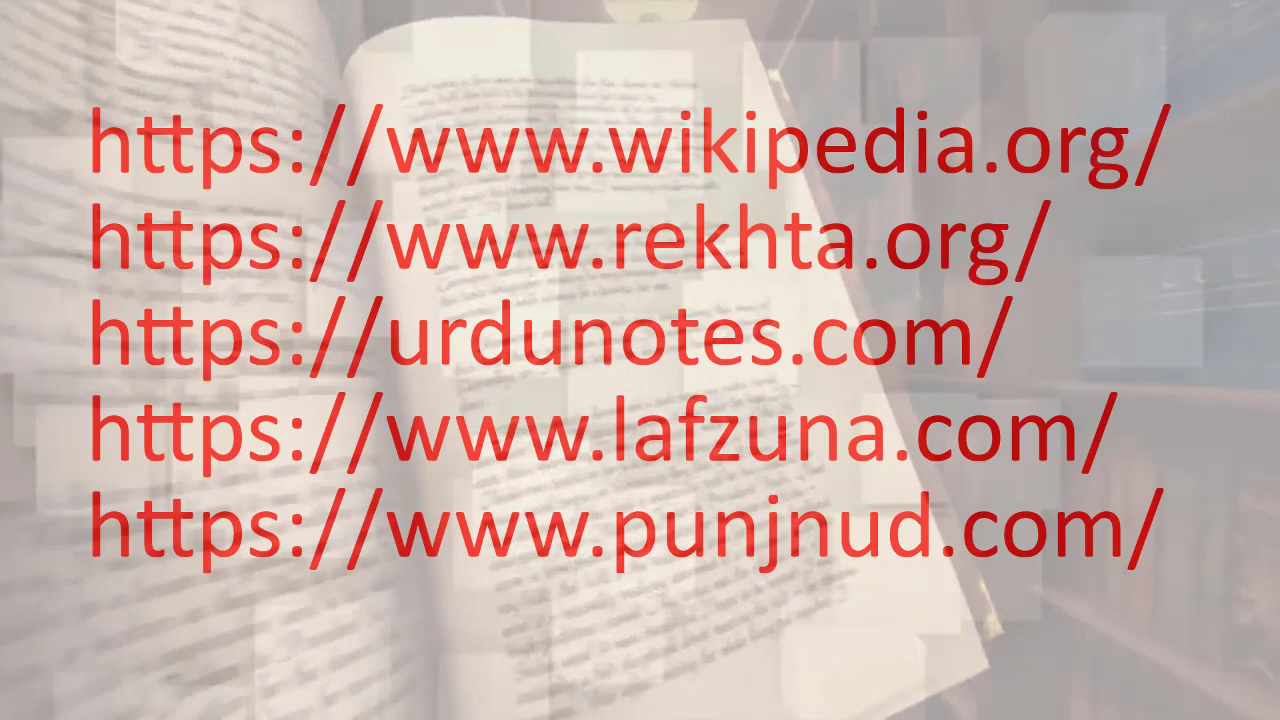 https://www.wikipedia.org/
https://www.rekhta.org/
https://urdunotes.com/
https://www.lafzuna.com/
https://www.punjnud.com/